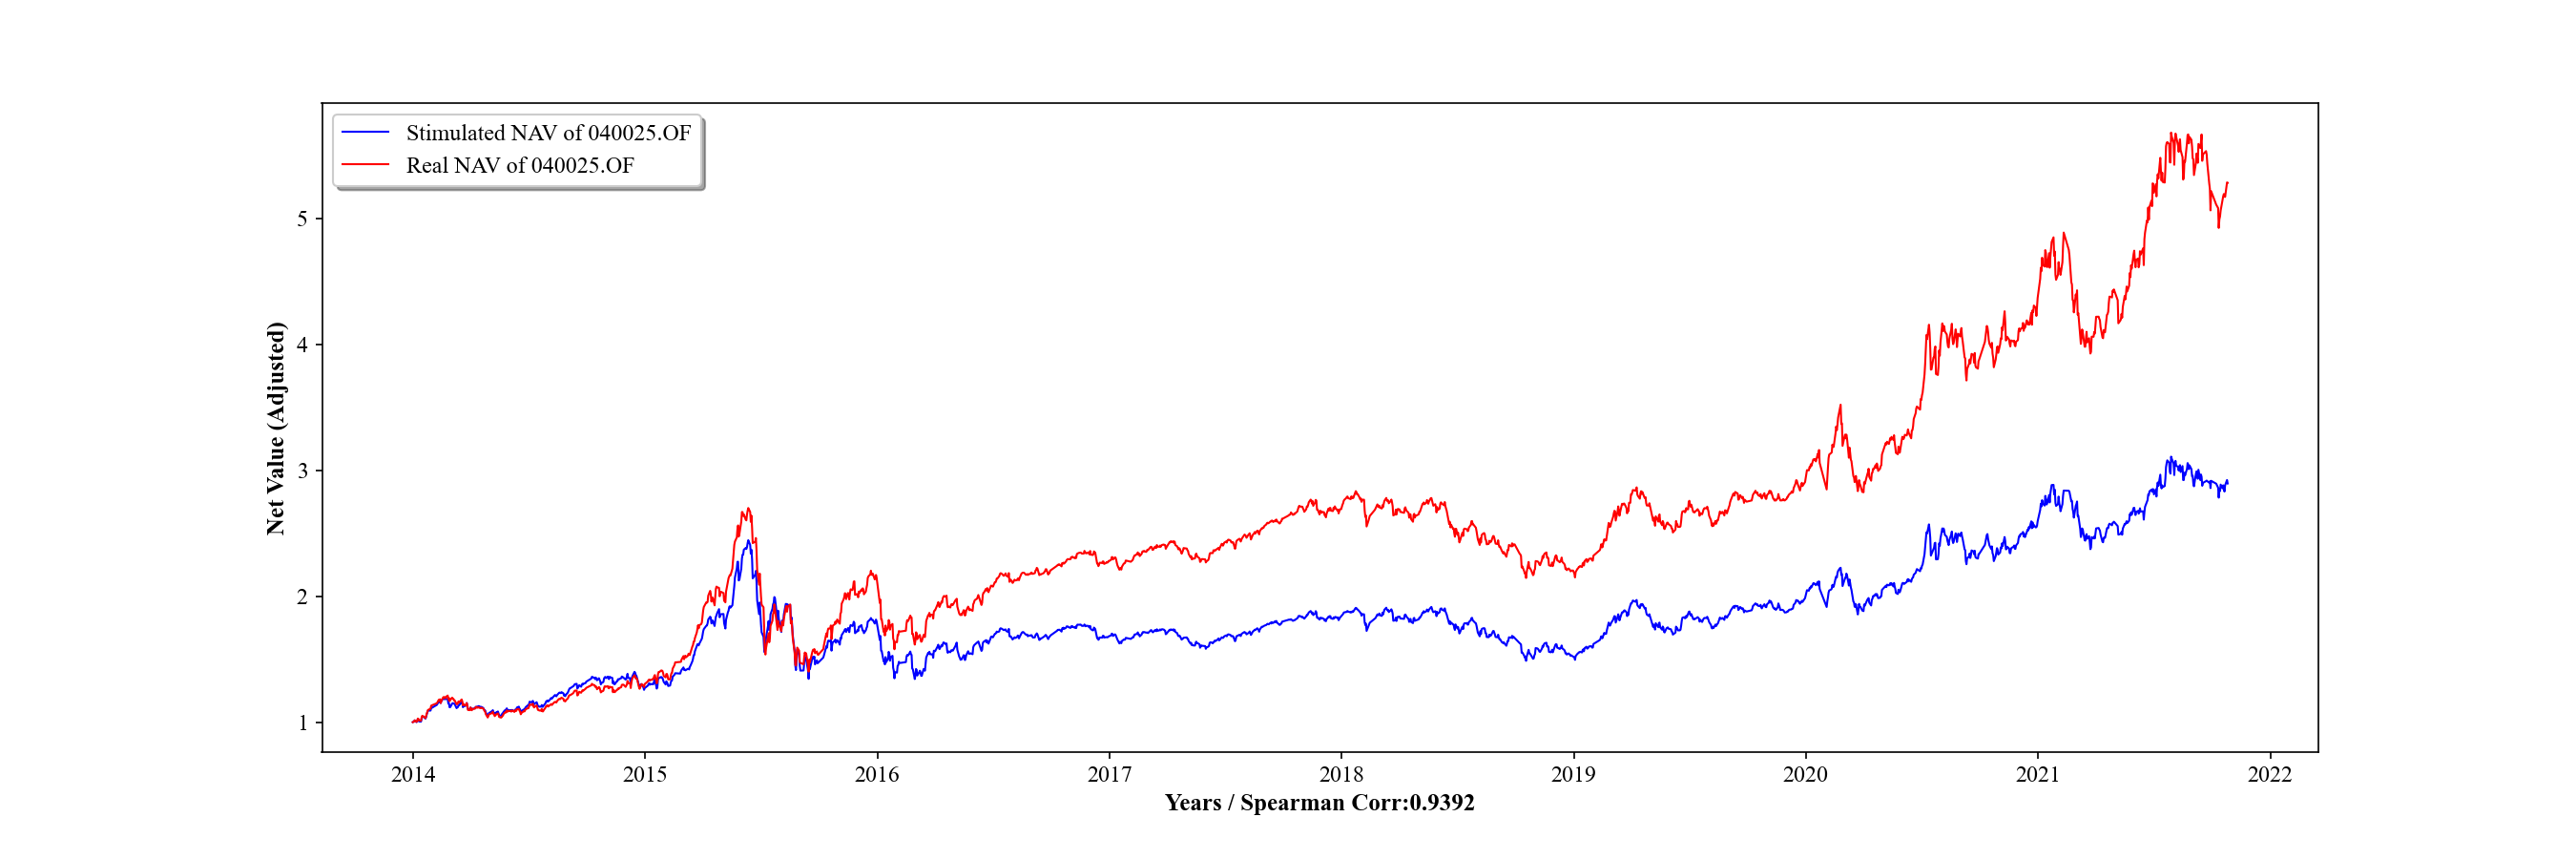 Stimulated NAV of 040025.OF
Real NAV of 040025.OF
Net Value (Adjusted)
5
4
3
2
1
2014 2015 2016 2017 2018 2019 2020 2021 2022
Years / Spearman Corr:0.9392